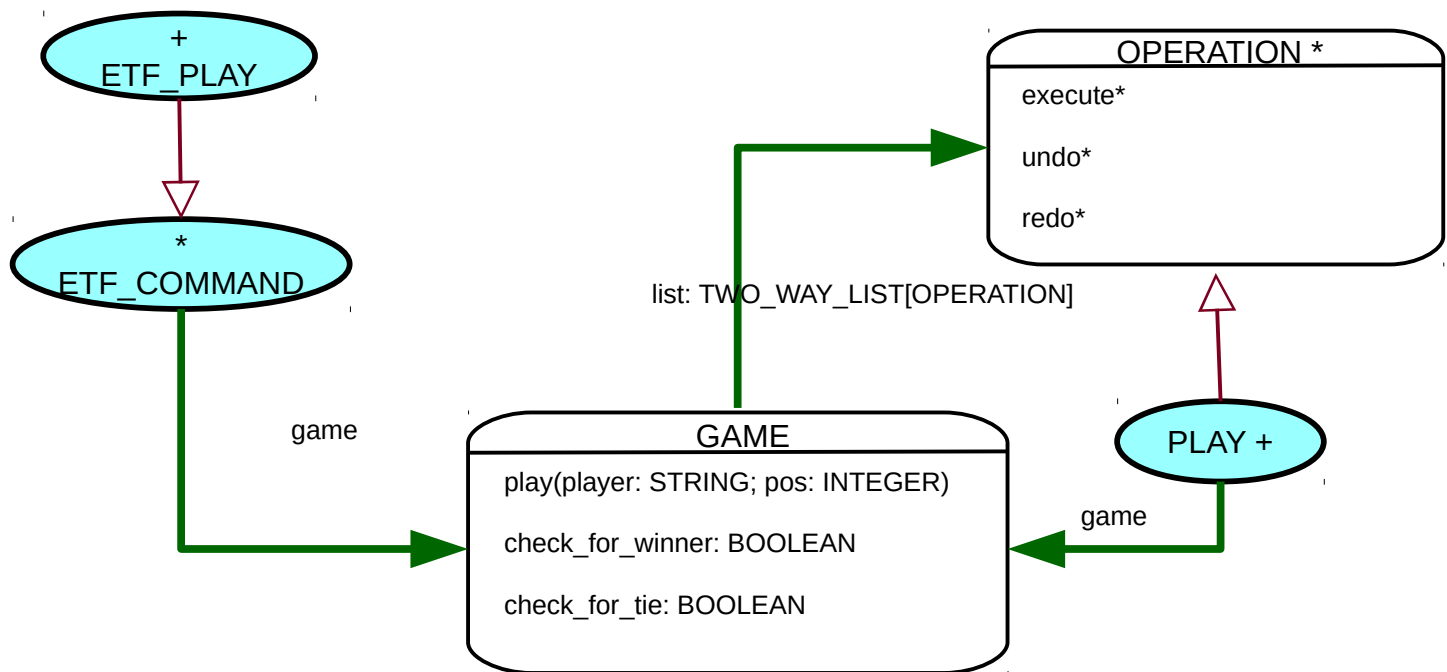 +
ETF_PLAY
*
ETF_COMMAND
game
OPERATION *
execute*
undo*
redo*
list: TWO_WAY_LIST[OPERATION]
GAME
play(player: STRING; pos: INTEGER)
check_for_winner: BOOLEAN
check_for_tie: BOOLEAN
PLAY +
game